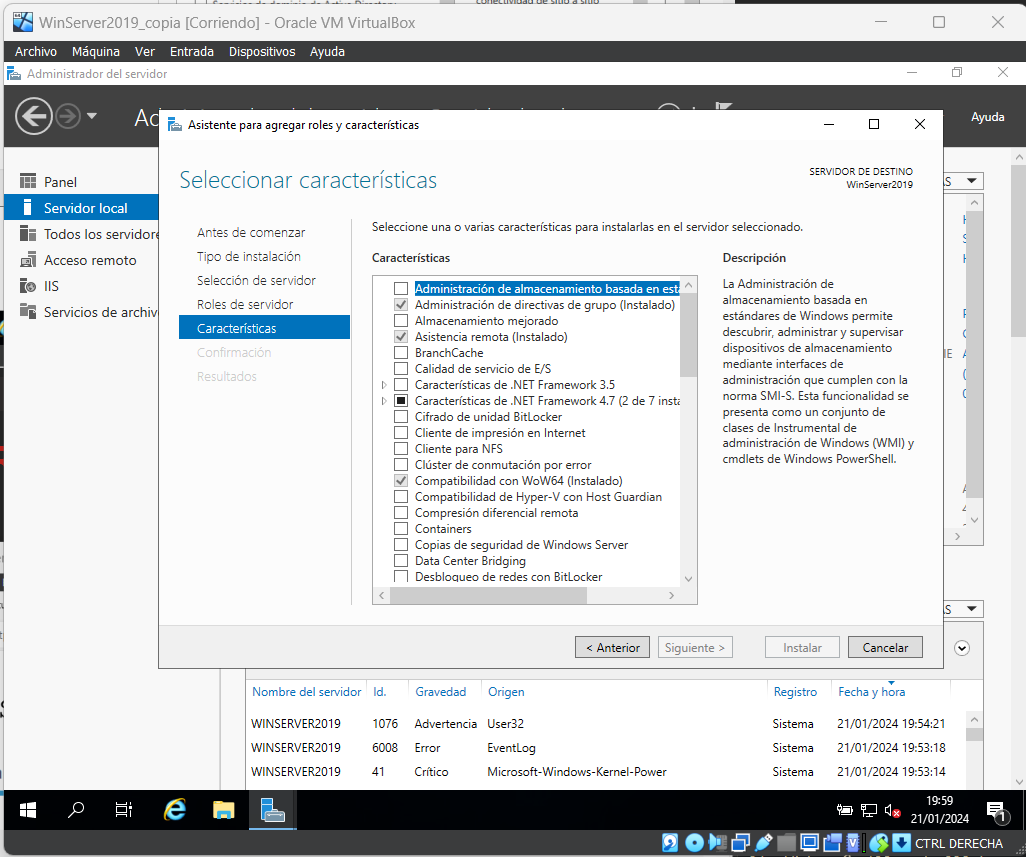 WinServer2019_copia [Corriendo] - Oracle VM VirtualBox
Archivo Máquina Ver Entrada Dispositivos Ayuda
Administrador del servidor
Ayuda
Panel
Servidor local
Todos los servidore
Acceso remoto
IIS
Servicios de archiv
Asistente para agregar roles y características
Seleccionar características
SERVIDOR DE DESTINO
WinServer2019
Antes de comenzar
Tipo de instalación
Selección de servidor
Roles de servidor
Características
Confirmación
Resultados
Seleccione una o varias características para instalarlas en el servidor seleccionado.
Características
Administración de almacenamiento basada en está
Administración de directivas de grupo (Instalado)
Almacenamiento mejorado
Asistencia remota (Instalado)
BranchCache
Calidad de servicio de E/S
Características de .NET Framework 3.5
Características de .NET Framework 4.7 (2 de 7 insta
Cifrado de unidad BitLocker
Cliente de impresión en Internet
Cliente para NFS
Clúster de conmutación por error
Compatibilidad con WoW64 (Instalado)
Compatibilidad de Hyper-V con Host Guardian
Compresión diferencial remota
Containers
Copias de seguridad de Windows Server
Data Center Bridging
Desbloqueo de redes con BitLocker
Descripción
La Administración de
almacenamiento basada en
estándares de Windows permite
descubrir, administrar y supervisar
dispositivos de almacenamiento
mediante interfaces de
administración que cumplen con la
norma SMI-S. Esta funcionalidad se
presenta como un conjunto de
clases de Instrumental de
administración de Windows (WMI) y
cmdlets de Windows PowerShell.
< Anterior Siguiente > Instalar Cancelar
Nombre del servidor Id. Gravedad Origen Registro Fecha y hora
WINSERVER2019 1076 Advertencia User32 Sistema 21/01/2024 19:54:21
WINSERVER2019 6008 Error EventLog Sistema 21/01/2024 19:53:18
WINSERVER2019 41 Crítico Microsoft-Windows-Kernel-Power Sistema 21/01/2024 19:53:14
19:59
21/01/2024
1
CTRL DERECHA